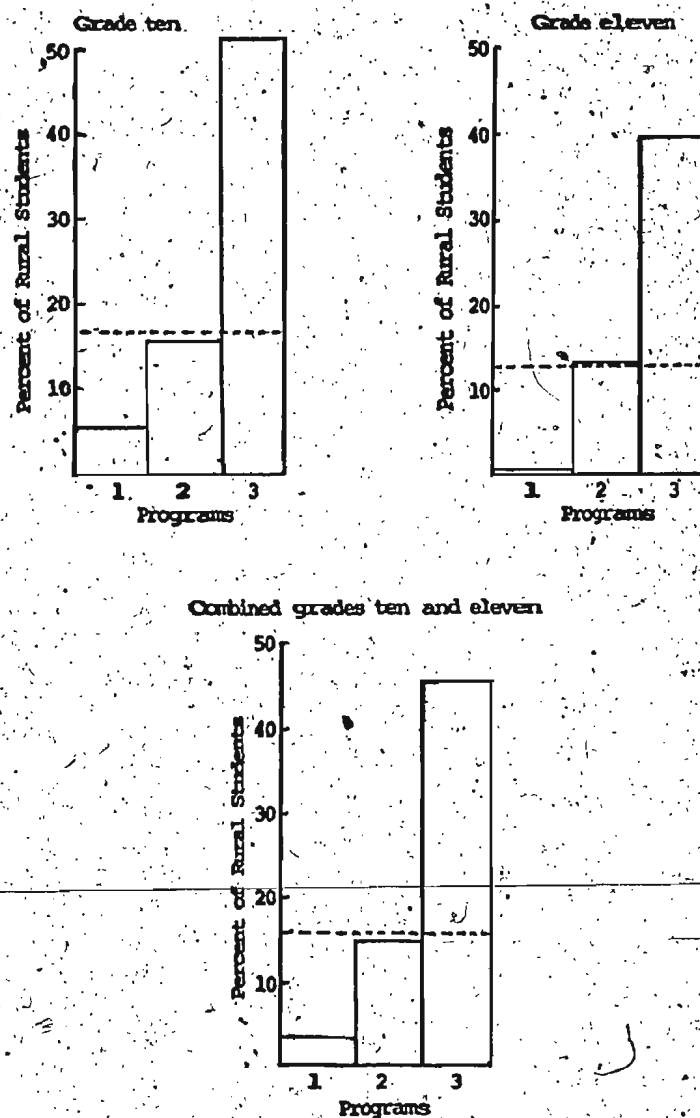 Grade ten
50
40
30
20
10
Percent of Rural Students
1 2 3
Programs
Grade eleven
50
40
30
20
10
Percent of Rural Students
1 2 3
Programs
Combined grades ten and eleven
50
40
30
20
10
Percent of Rural Students
1 2 3
Programs